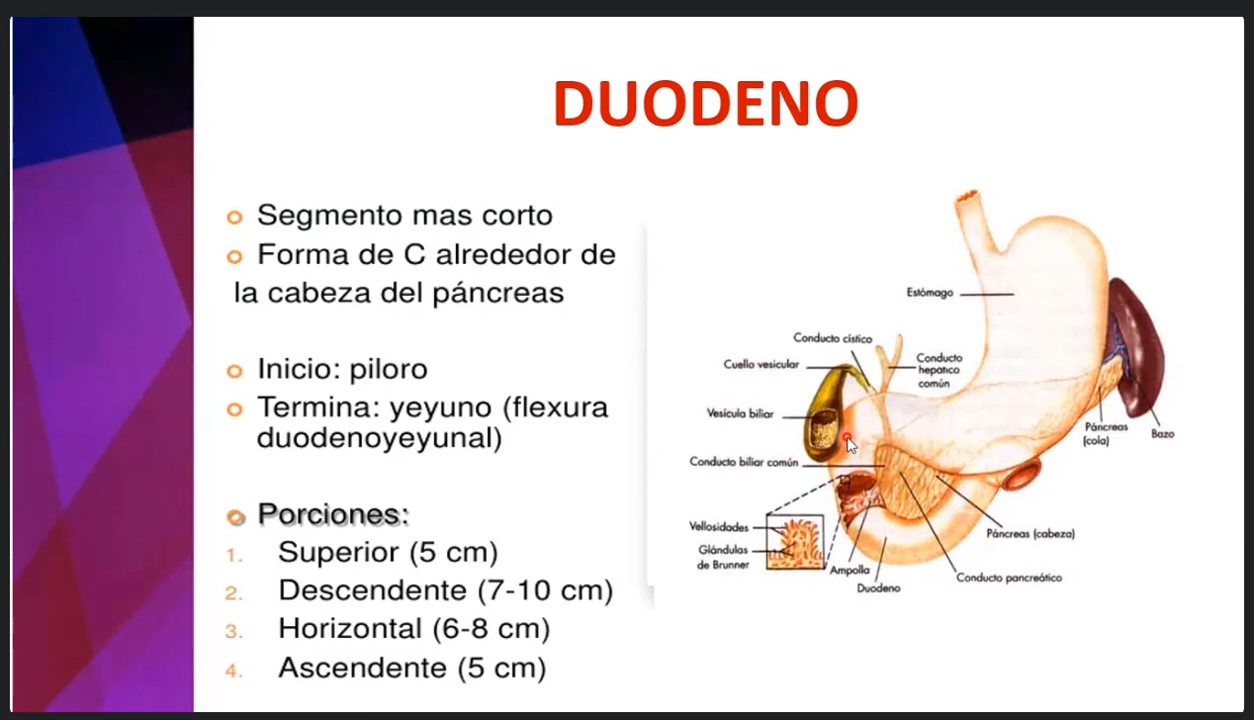 DUODENO
Segmento mas corto
Forma de C alrededor de
la cabeza del páncreas
Inicio: piloro
Termina: yeyuno (flexura
duodenoyeyunal)
Porciones:
1. Superior (5 cm)
2. Descendente (7-10 cm)
3. Horizontal (6-8 cm)
4. Ascendente (5 cm)
Estómago
Conducto cístico
Cuello vesicular
Conducto
hepático
común
Vesícula biliar
Páncreas
(cola)
Bazo
Conducto biliar común
Vellosidades
Glándulas
de Brunner
Páncreas (cabeza)
Ampolla
Conducto pancreático
Duodeno